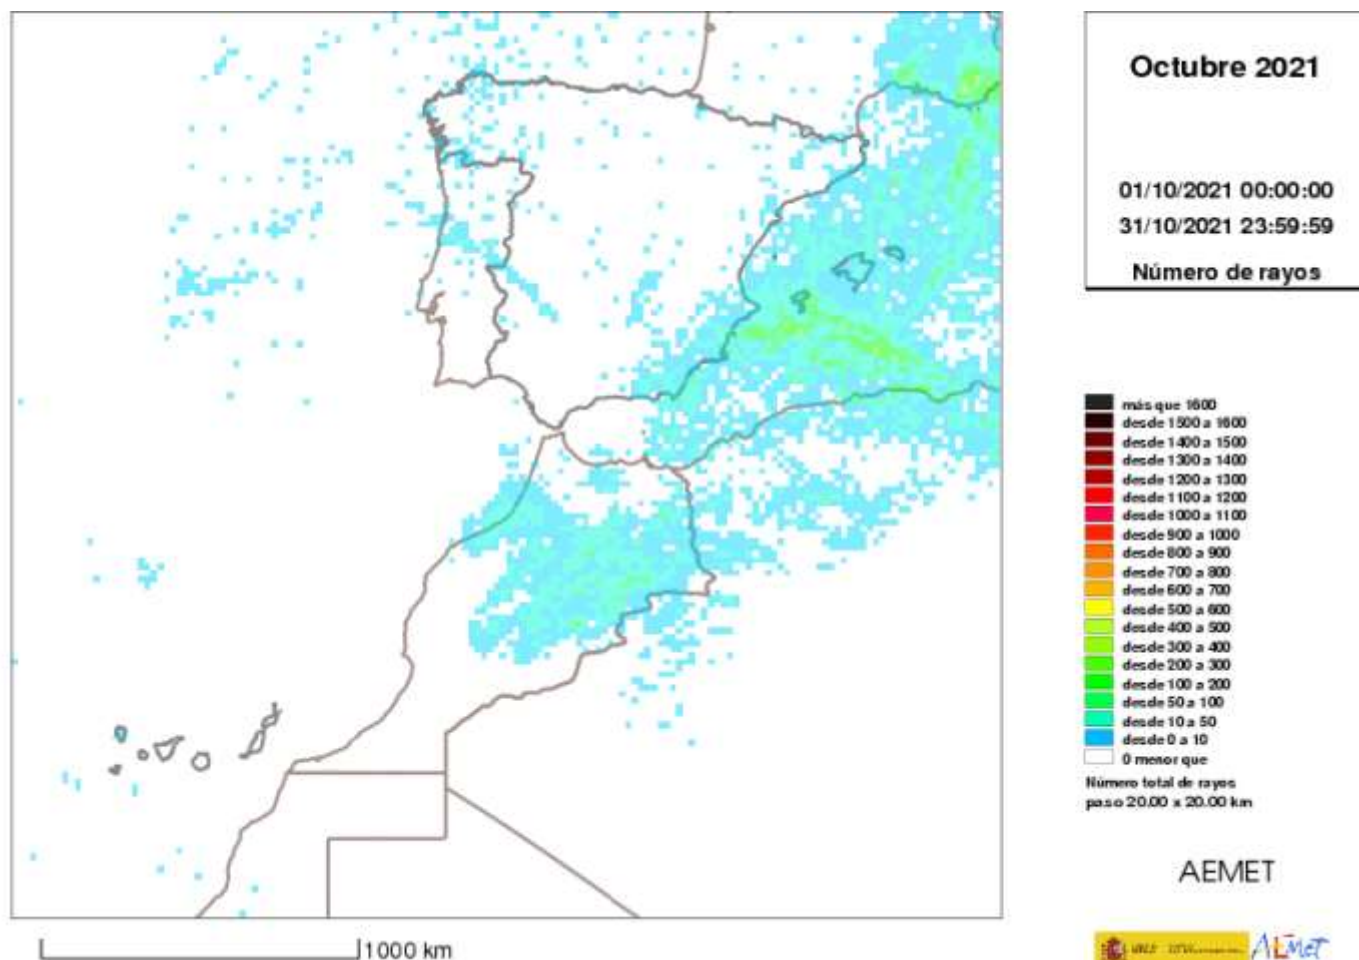 Octubre 2021
01/10/2021 00:00:00
31/10/2021 23:59:59
Número de rayos
más que 1600
desde 1500 a 1600
desde 1400 a 1500
desde 1300 a 1400
desde 1200 a 1300
desde 1100 a 1200
desde 1000 a 1100
desde 900 a 1000
desde 800 a 900
desde 700 a 800
desde 600 a 700
desde 500 a 600
desde 400 a 500
desde 300 a 400
desde 200 a 300
desde 100 a 200
desde 50 a 100
desde 10 a 50
desde 0 a 10
0 menor que
Número total de rayos
paso 20.00 x 20.00 km
AEMET
AEMet
1000 km